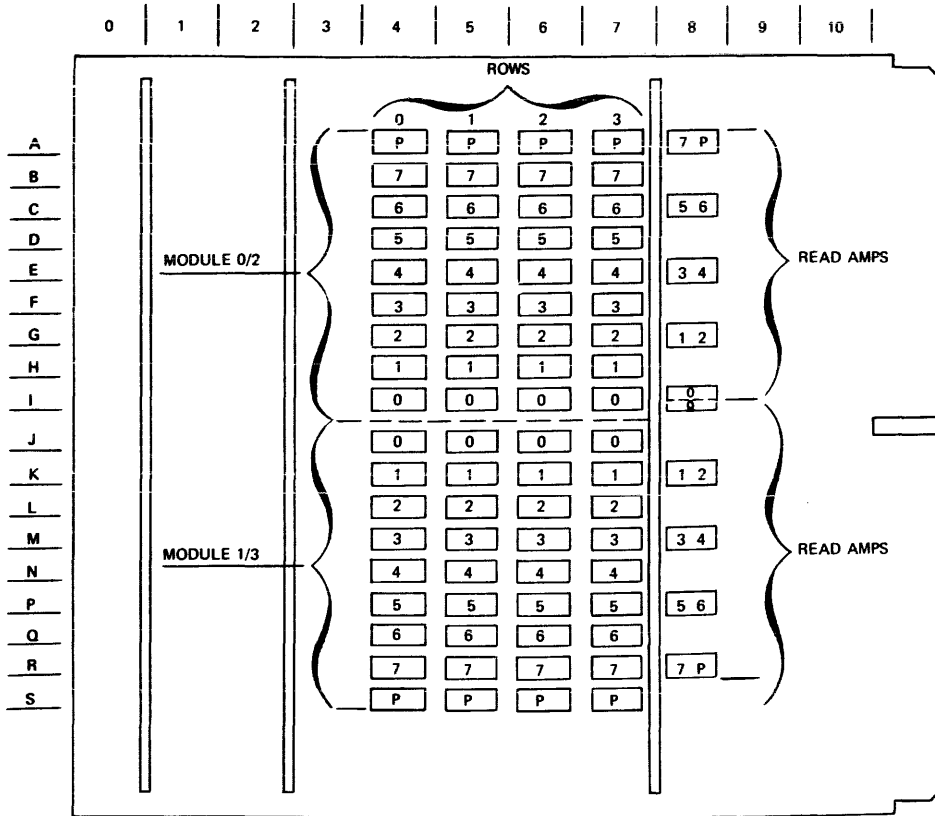 0 1 2 3 4 5 6 7 8 9 10
ROWS
0 1 2 3
A P P P P 7 P
B 7 7 7 7
C 6 6 6 6 5 6
D 5 5 5 5
MODULE 0/2
READ AMPS
E 4 4 4 4 3 4
F 3 3 3 3
G 2 2 2 2 1 2
H 1 1 1 1
I 0 0 0 0 0
0
J 0 0 0 0
K 1 1 1 1 1 2
L 2 2 2 2
M 3 3 3 3 3 4
MODULE 1/3
READ AMPS
N 4 4 4 4
P 5 5 5 5 5 6
Q 6 6 6 6
R 7 7 7 7 7 P
S P P P P